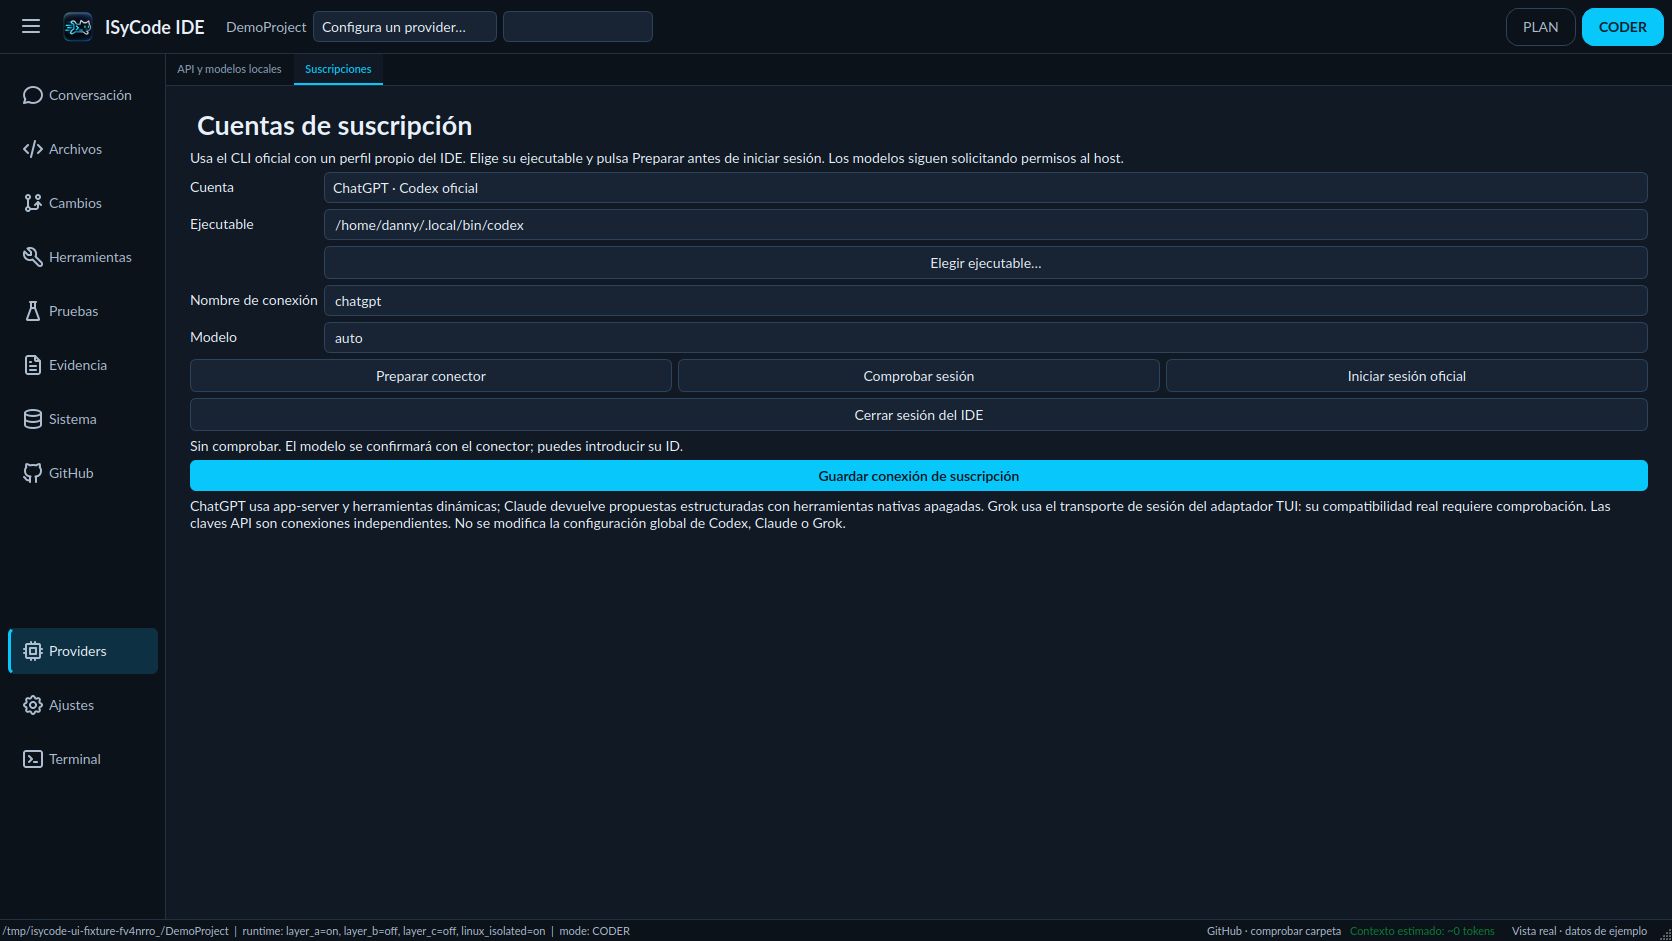 ISyCode IDE
DemoProject
Configura un provider...
PLAN
CODER
API y modelos locales
Suscripciones
Conversación
Archivos
Cambios
Herramientas
Pruebas
Evidencia
Sistema
GitHub
Providers
Ajustes
Terminal
Cuentas de suscripción
Usa el CLI oficial con un perfil propio del IDE. Elige su ejecutable y pulsa Preparar antes de iniciar sesión. Los modelos siguen solicitando permisos al host.
Cuenta
ChatGPT · Codex oficial
Ejecutable
/home/danny/.local/bin/codex
Elegir ejecutable...
Nombre de conexión
chatgpt
Modelo
auto
Preparar conector
Comprobar sesión
Iniciar sesión oficial
Cerrar sesión del IDE
Sin comprobar. El modelo se confirmará con el conector; puedes introducir su ID.
Guardar conexión de suscripción
ChatGPT usa app-server y herramientas dinámicas; Claude devuelve propuestas estructuradas con herramientas nativas apagadas. Grok usa el transporte de sesión del adaptador TUI: su compatibilidad real requiere comprobación. Las
claves API son conexiones independientes. No se modifica la configuración global de Codex, Claude o Grok.
/tmp/isycode-ui-fixture-fv4nrro_/DemoProject | runtime: layer_a=on, layer_b=off, layer_c=off, linux_isolated=on | mode: CODER
GitHub · comprobar carpeta
Contexto estimado: ~0 tokens
Vista real · datos de ejemplo